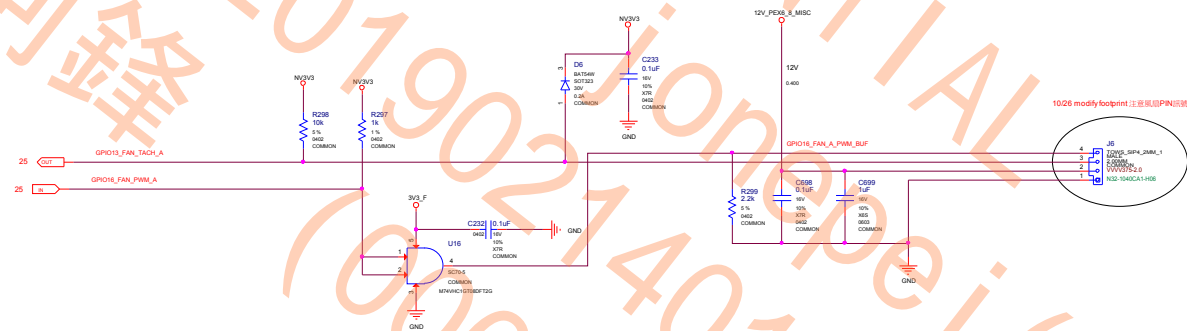 12V_PEX6_8_MISC
NV3V3
NV3V3
NV3V3
D6
BAT54W
SOT323
30V
0.2A
COMMON
3
1
C233
0.1uF
16V
10%
X7R
0402
COMMON
GND
12V
0.400
R298
10k
5 %
0402
COMMON
R297
1k
1 %
0402
COMMON
10/26 modify footprint 注意風扇PIN訊號
25
OUT
GPIO13_FAN_TACH_A
GPIO16_FAN_A_PWM_BUF
25
IN
GPIO16_FAN_PWM_A
J6
4
3
2
1
TOWS_SIP4_2MM_1
MALE
2.00MM
COMMON
VVVV375-2.0
N32-1040CA1-H06
R299
2.2k
5 %
0402
COMMON
C698
0.1uF
16V
10%
X7R
0402
COMMON
C699
1uF
16V
10%
X6S
0603
COMMON
GND
3V3_F
C232
0.1uF
0402
16V
10%
X7R
COMMON
GND
U16
5
1
2
4
3
SC70-5
COMMON
M74VHC1GT08DFT2G
GND